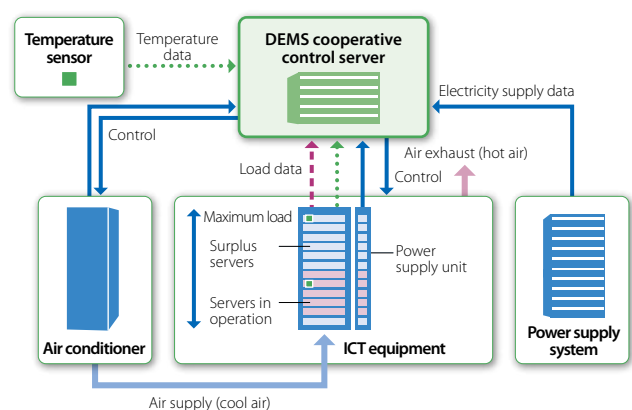 Temperature
sensor
Temperature
data
DEMS cooperative
control server
Electricity supply data
Control
Load data
Control
Air exhaust (hot air)
Maximum load
Surplus
servers
Servers in
operation
Power
supply unit
Air conditioner
ICT equipment
Power supply
system
Air supply (cool air)